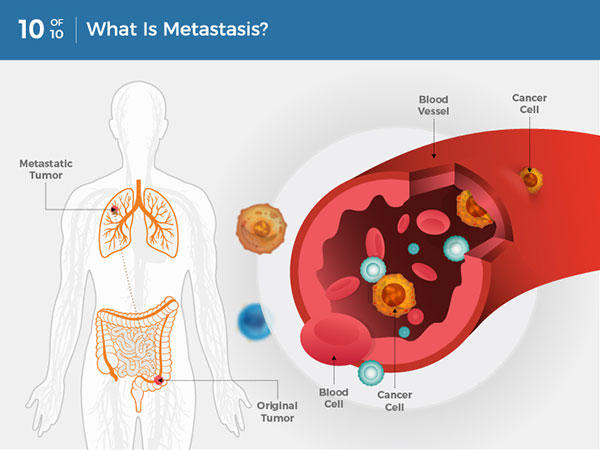 10 OF 10 What Is Metastasis?
Metastatic
Tumor
Original
Tumor
Blood
Vessel
Cancer
Cell
Blood
Cell
Cancer
Cell